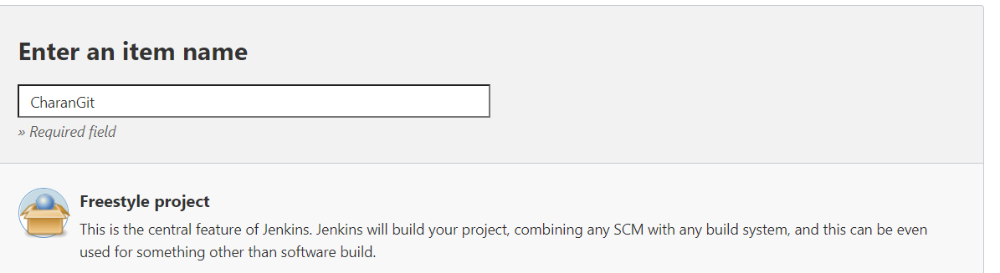 Enter an item name
CharanGit
» Required field
Freestyle project
This is the central feature of Jenkins. Jenkins will build your project, combining any SCM with any build system, and this can be even
used for something other than software build.